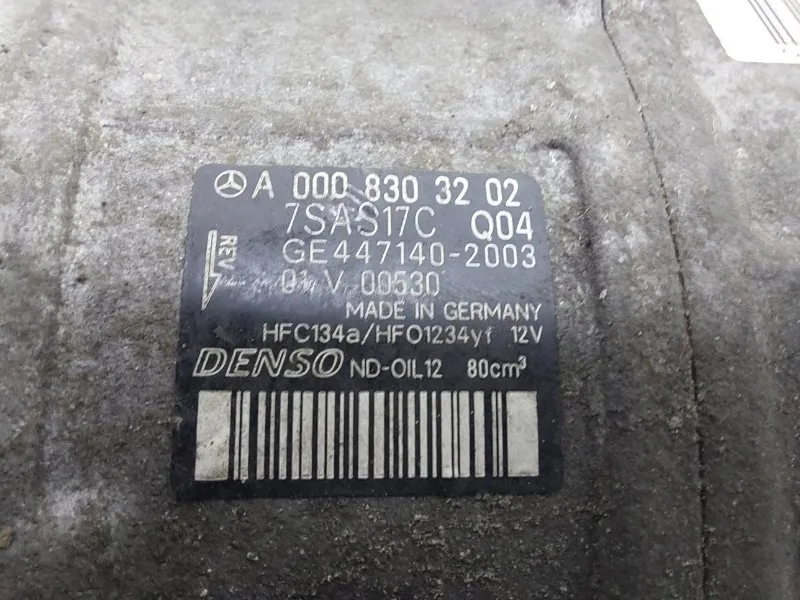 A 000 830 32 02
7SAS17C Q04
REV
GE447140-2003
01 V 00530
MADE IN GERMANY
HFC134a/HFO1234yf 12V
DENSO ND-OIL12 80cm³